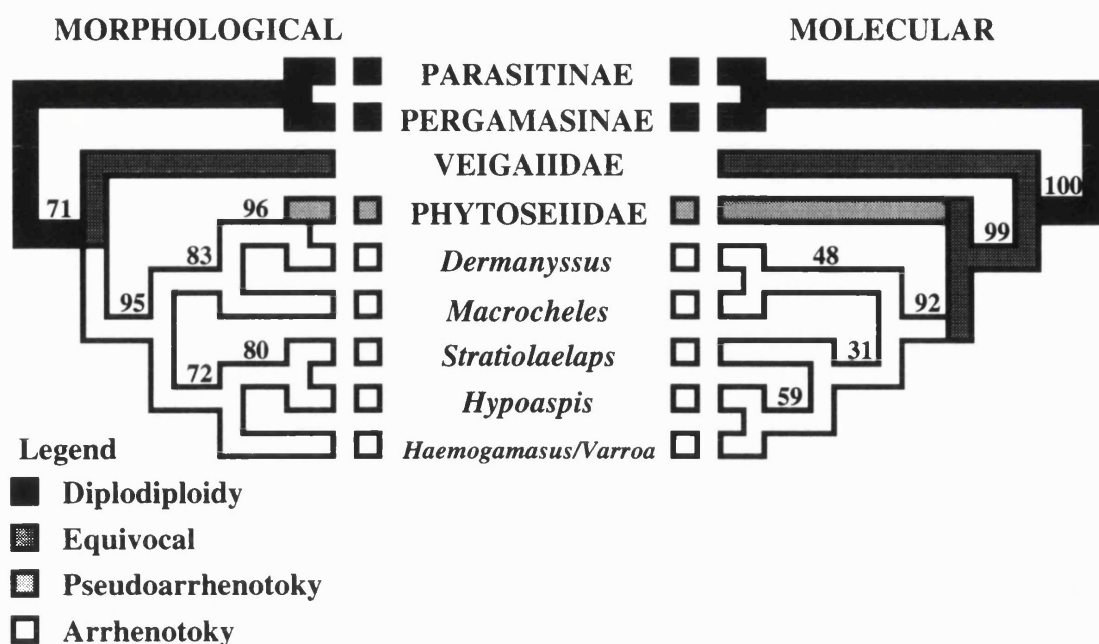 MORPHOLOGICAL
MOLECULAR
PARASITINAE
PERGAMASINAE
VEIGAIIDAE
PHYTOSEIIDAE
Dermanyssus
Macrocheles
Stratiolaelaps
Hypoaspis
Haemogamasus/Varroa
71
96
83
95
80
72
100
99
48
92
31
59
Legend
Diplodiploidy
Equivocal
Pseudoarrhenotoky
Arrhenotoky